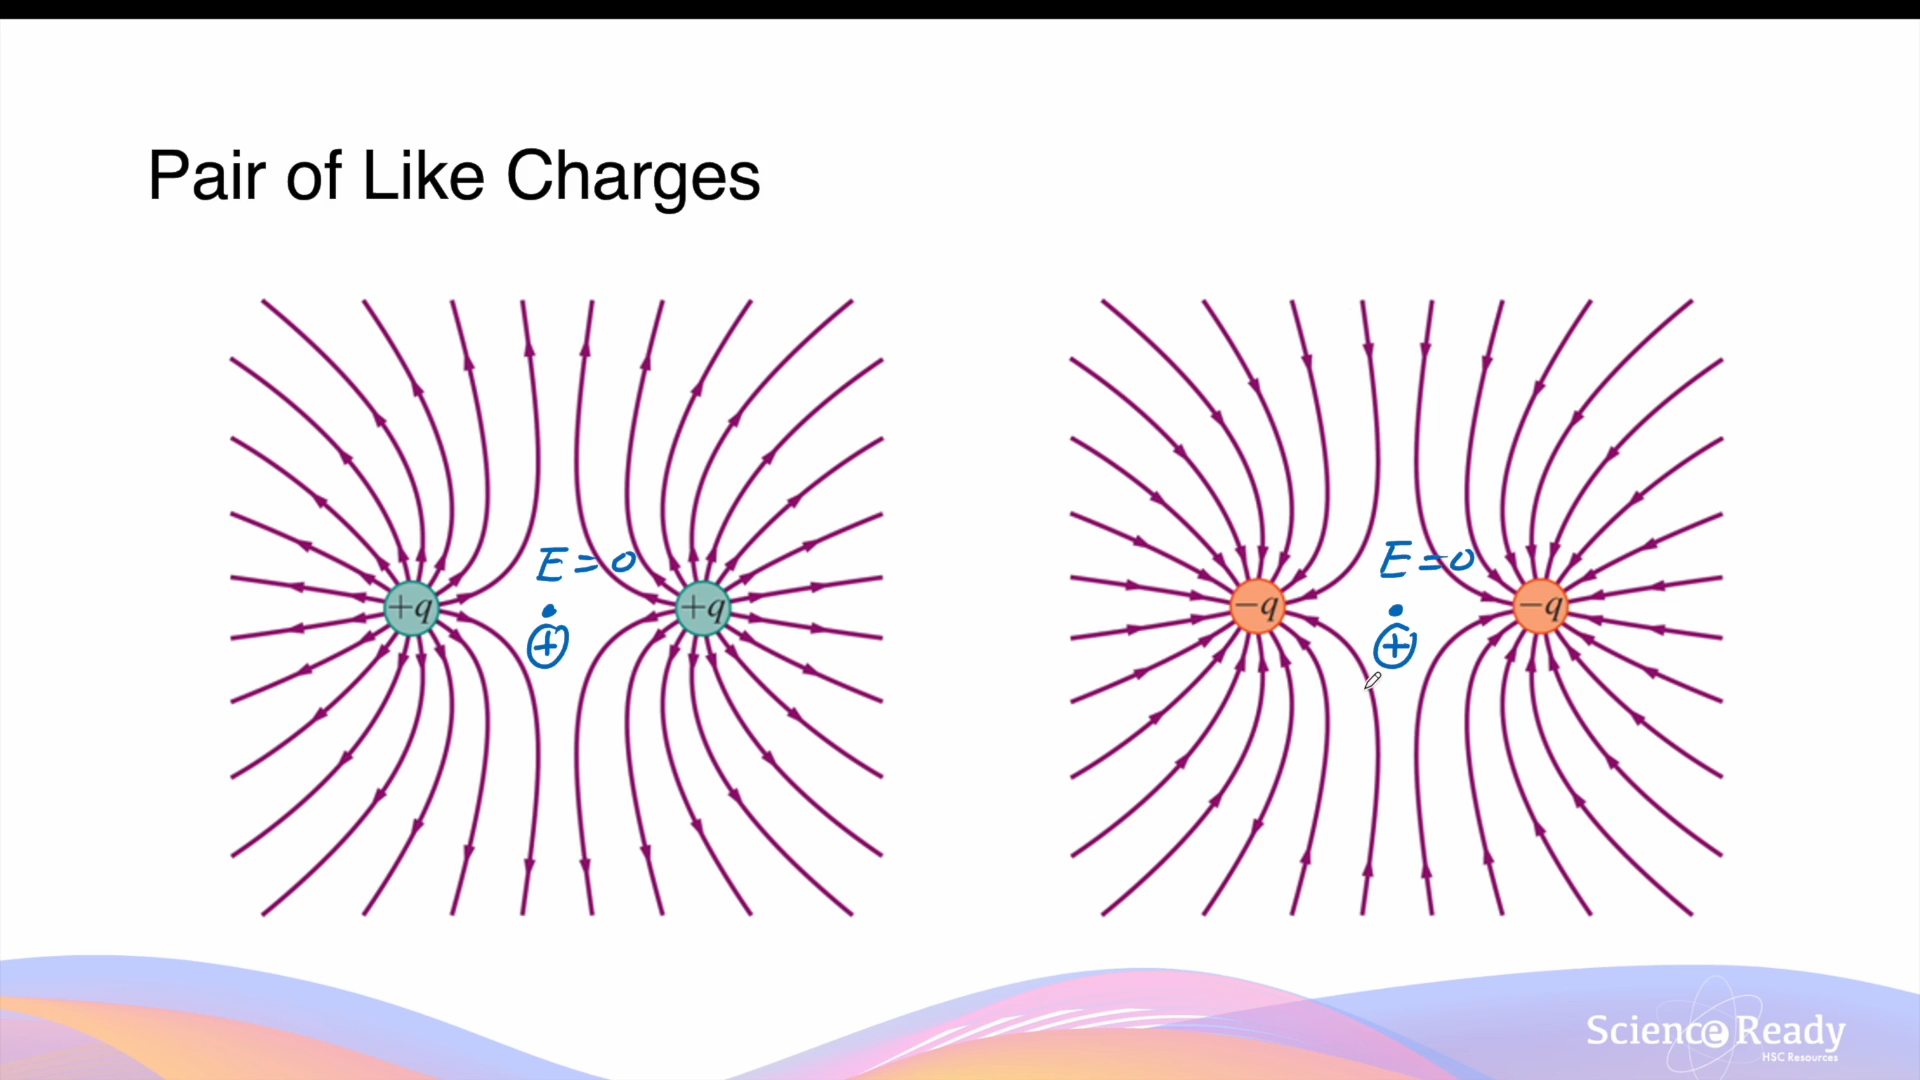 Pair of Like Charges
E = 0
+q
+q
+
E = 0
−q
−q
+
Science Ready
HSC Resources